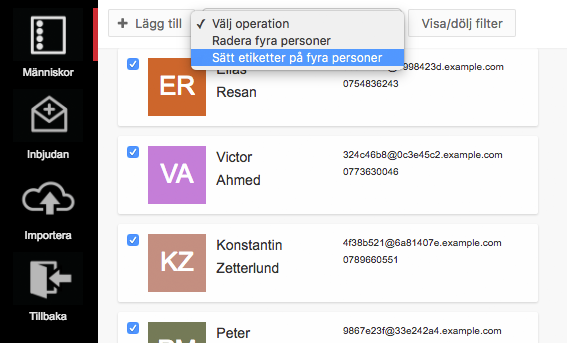 Människor
Inbjudan
Importera
Tillbaka
+ Lägg till
✓ Välj operation
Radera fyra personer
Sätt etiketter på fyra personer
Visa/dölj filter
ER
Elias
Resan
998423d.example.com
0754836243
VA
Victor
Ahmed
324c46b8@0c3e45c2.example.com
0773630046
KZ
Konstantin
Zetterlund
4f38b521@6a81407e.example.com
0789660551
Peter
9867e23f@33e242a4.example.com